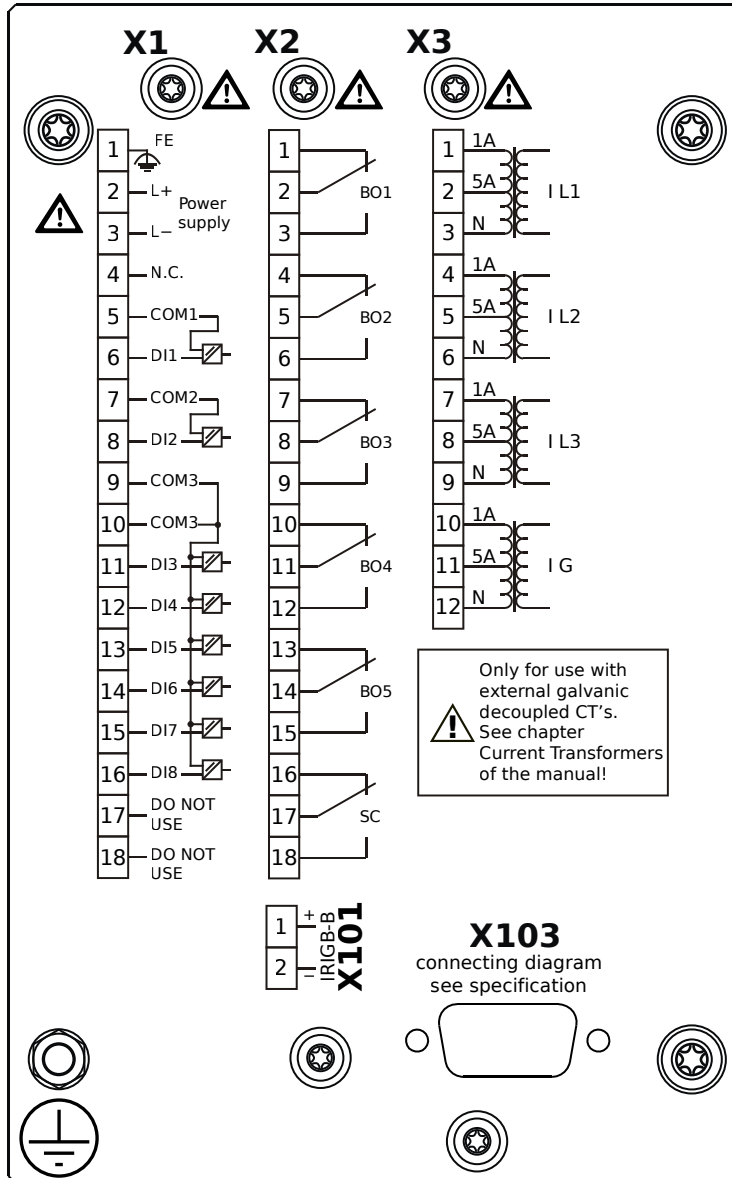 X1 X2 X3
1 FE
2 L+
Power
supply
3 L−
4 N.C.
5 COM1
6 DI1
7 COM2
8 DI2
9 COM3
10 COM3
11 DI3
12 DI4
13 DI5
14 DI6
15 DI7
16 DI8
17 DO NOT
USE
18 DO NOT
USE
1
2 BO1
3
4
5 BO2
6
7
8 BO3
9
10
11 BO4
12
13
14 BO5
15
16
17 SC
18
1 1A
2 5A I L1
3 N
4 1A
5 5A I L2
6 N
7 1A
8 5A I L3
9 N
10 1A
11 5A I G
12 N
Only for use with
external galvanic
decoupled CT's.
See chapter
Current Transformers
of the manual!
1 +
2 −
IRIGB-B
X101
X103
connecting diagram
see specification